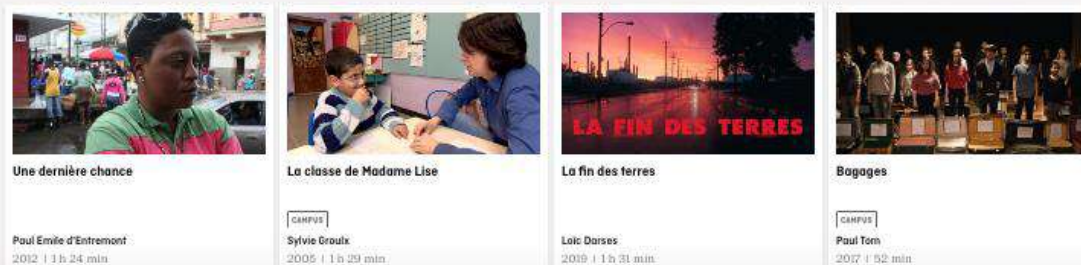 LA FIN DES TERRES
Une dernière chance
Paul Emile d'Entremont
2012 | 1 h 24 min
La classe de Madame Lise
CAMPUS
Sylvie Groulx
2005 | 1 h 29 min
La fin des terres
Loïc Darses
2019 | 1 h 31 min
Bagages
CAMPUS
Paul Tom
2017 | 52 min